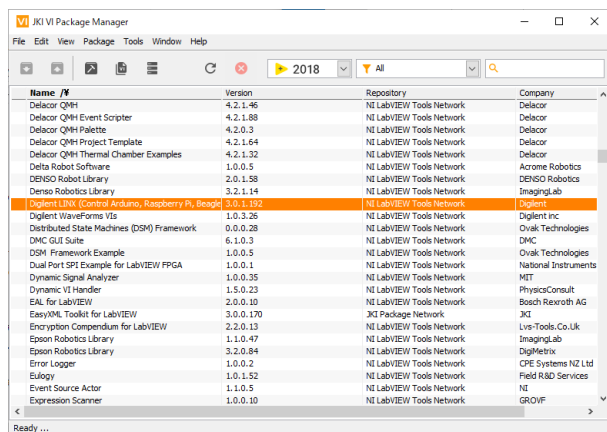 VI JKI VI Package Manager
File Edit View Package Tools Window Help
2018 All
Name /¥ Version Repository Company
Delacor QMH 4.2.1.46 NI LabVIEW Tools Network Delacor
Delacor QMH Event Scripter 4.2.1.88 NI LabVIEW Tools Network Delacor
Delacor QMH Palette 4.2.0.3 NI LabVIEW Tools Network Delacor
Delacor QMH Project Template 4.2.1.64 NI LabVIEW Tools Network Delacor
Delacor QMH Thermal Chamber Examples 4.2.1.32 NI LabVIEW Tools Network Delacor
Delta Robot Software 1.0.0.5 NI LabVIEW Tools Network Acrome Robotics
DENSO Robot Library 2.0.1.58 NI LabVIEW Tools Network DENSO Robotics
Denso Robotics Library 3.2.1.14 NI LabVIEW Tools Network ImagingLab
Digilent LINX (Control Arduino, Raspberry Pi, Beagle 3.0.1.192 NI LabVIEW Tools Network Digilent
Digilent WaveForms VIs 1.0.3.26 NI LabVIEW Tools Network Digilent inc
Distributed State Machines (DSM) Framework 0.0.0.28 NI LabVIEW Tools Network Ovak Technologies
DMC GUI Suite 6.1.0.3 NI LabVIEW Tools Network DMC
DSM Framework Example 1.0.0.5 NI LabVIEW Tools Network Ovak Technologies
Dual Port SPI Example for LabVIEW FPGA 1.0.0.1 NI LabVIEW Tools Network National Instruments
Dynamic Signal Analyzer 1.0.0.35 NI LabVIEW Tools Network MIT
Dynamic VI Handler 1.5.0.23 NI LabVIEW Tools Network PhysicsConsult
EAL for LabVIEW 2.0.0.10 NI LabVIEW Tools Network Bosch Rexroth AG
EasyXML Toolkit for LabVIEW 3.0.0.170 JKI Package Network JKI
Encryption Compendium for LabVIEW 2.2.0.13 NI LabVIEW Tools Network Lvs-Tools.Co.Uk
Epson Robotics Library 1.1.0.47 NI LabVIEW Tools Network ImagingLab
Epson Robotics Library 3.2.0.84 NI LabVIEW Tools Network DigiMetrix
Error Logger 1.0.0.2 NI LabVIEW Tools Network CPE Systems NZ Ltd
Eulogy 1.0.1.52 NI LabVIEW Tools Network Field R&D Services
Event Source Actor 1.1.0.5 NI LabVIEW Tools Network NI
Expression Scanner 1.0.0.10 NI LabVIEW Tools Network GROVF
Ready ...